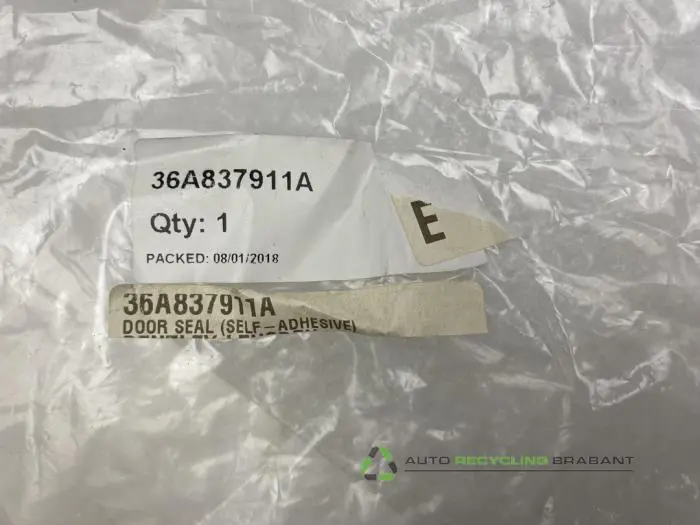 36A837911A
Qty: 1
PACKED: 08/01/2018
E
36A837911A
DOOR SEAL (SELF-ADHESIVE)
AUTO RECYCLING BRABANT